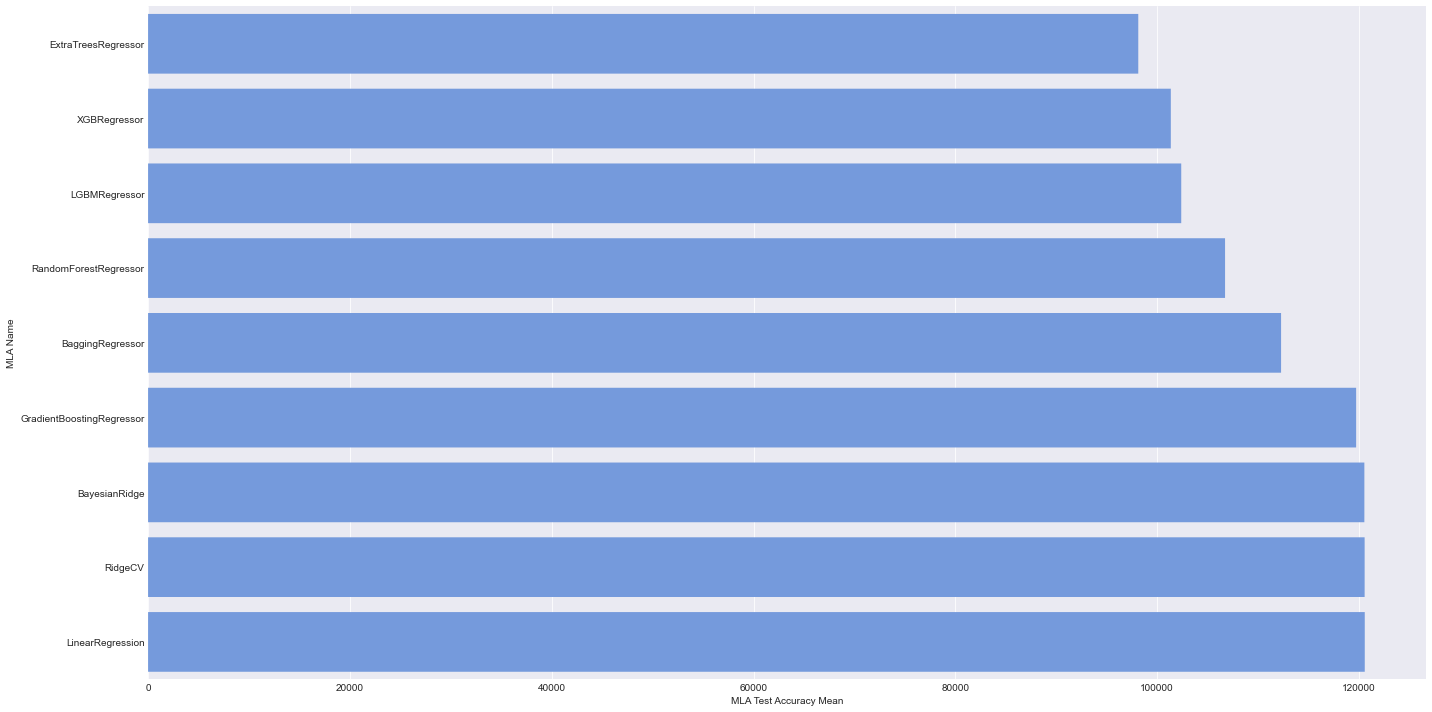 MLA Name
ExtraTreesRegressor
XGBRegressor
LGBMRegressor
RandomForestRegressor
BaggingRegressor
GradientBoostingRegressor
BayesianRidge
RidgeCV
LinearRegression
0 20000 40000 60000 80000 100000 120000
MLA Test Accuracy Mean